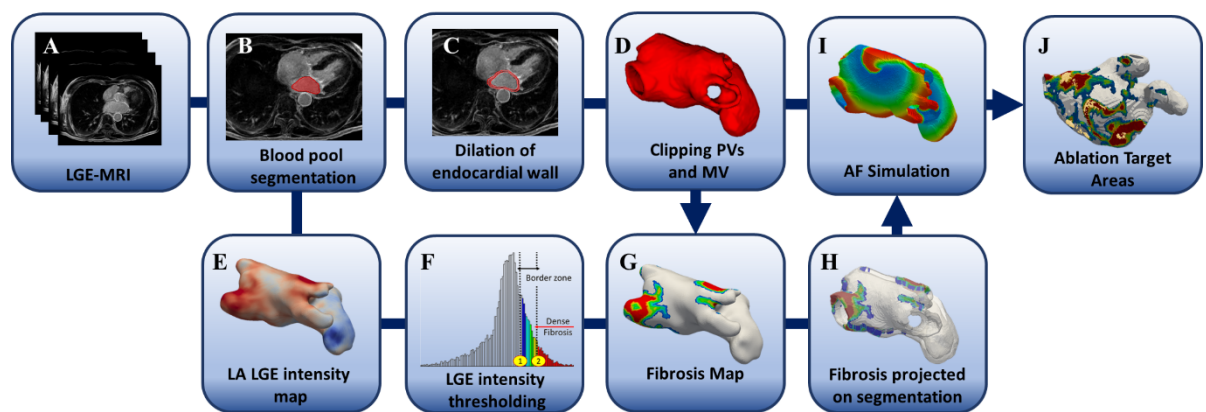 A
LGE-MRI
B
Blood pool
segmentation
C
Dilation of
endocardial wall
D
Clipping PVs
and MV
I
AF Simulation
J
Ablation Target
Areas
E
LA LGE intensity
map
F
Border zone
Dense
Fibrosis
1
2
LGE intensity
thresholding
G
Fibrosis Map
H
Fibrosis projected
on segmentation